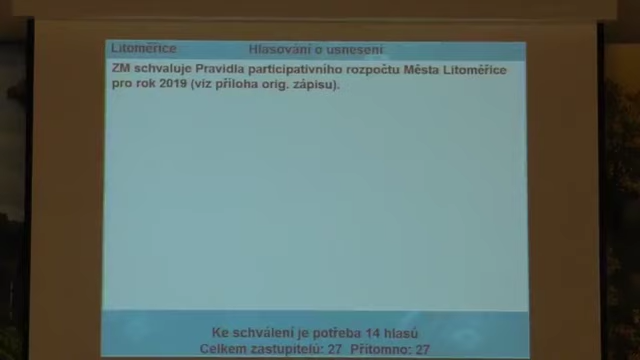 Litoměřice Hlasování o usnesení
ZM schvaluje Pravidla participativního rozpočtu Města Litoměřice
pro rok 2019 (viz příloha orig. zápisu).
Ke schválení je potřeba 14 hlasů
Celkem zastupitelů: 27 Přítomno: 27